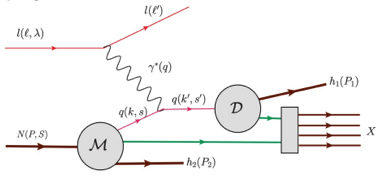 l(ℓ′)
l(ℓ, λ)
γ*(q)
h₁(P₁)
q(k, s)
q(k′, s′)
𝒟
N(P, S)
ℳ
X
h₂(P₂)